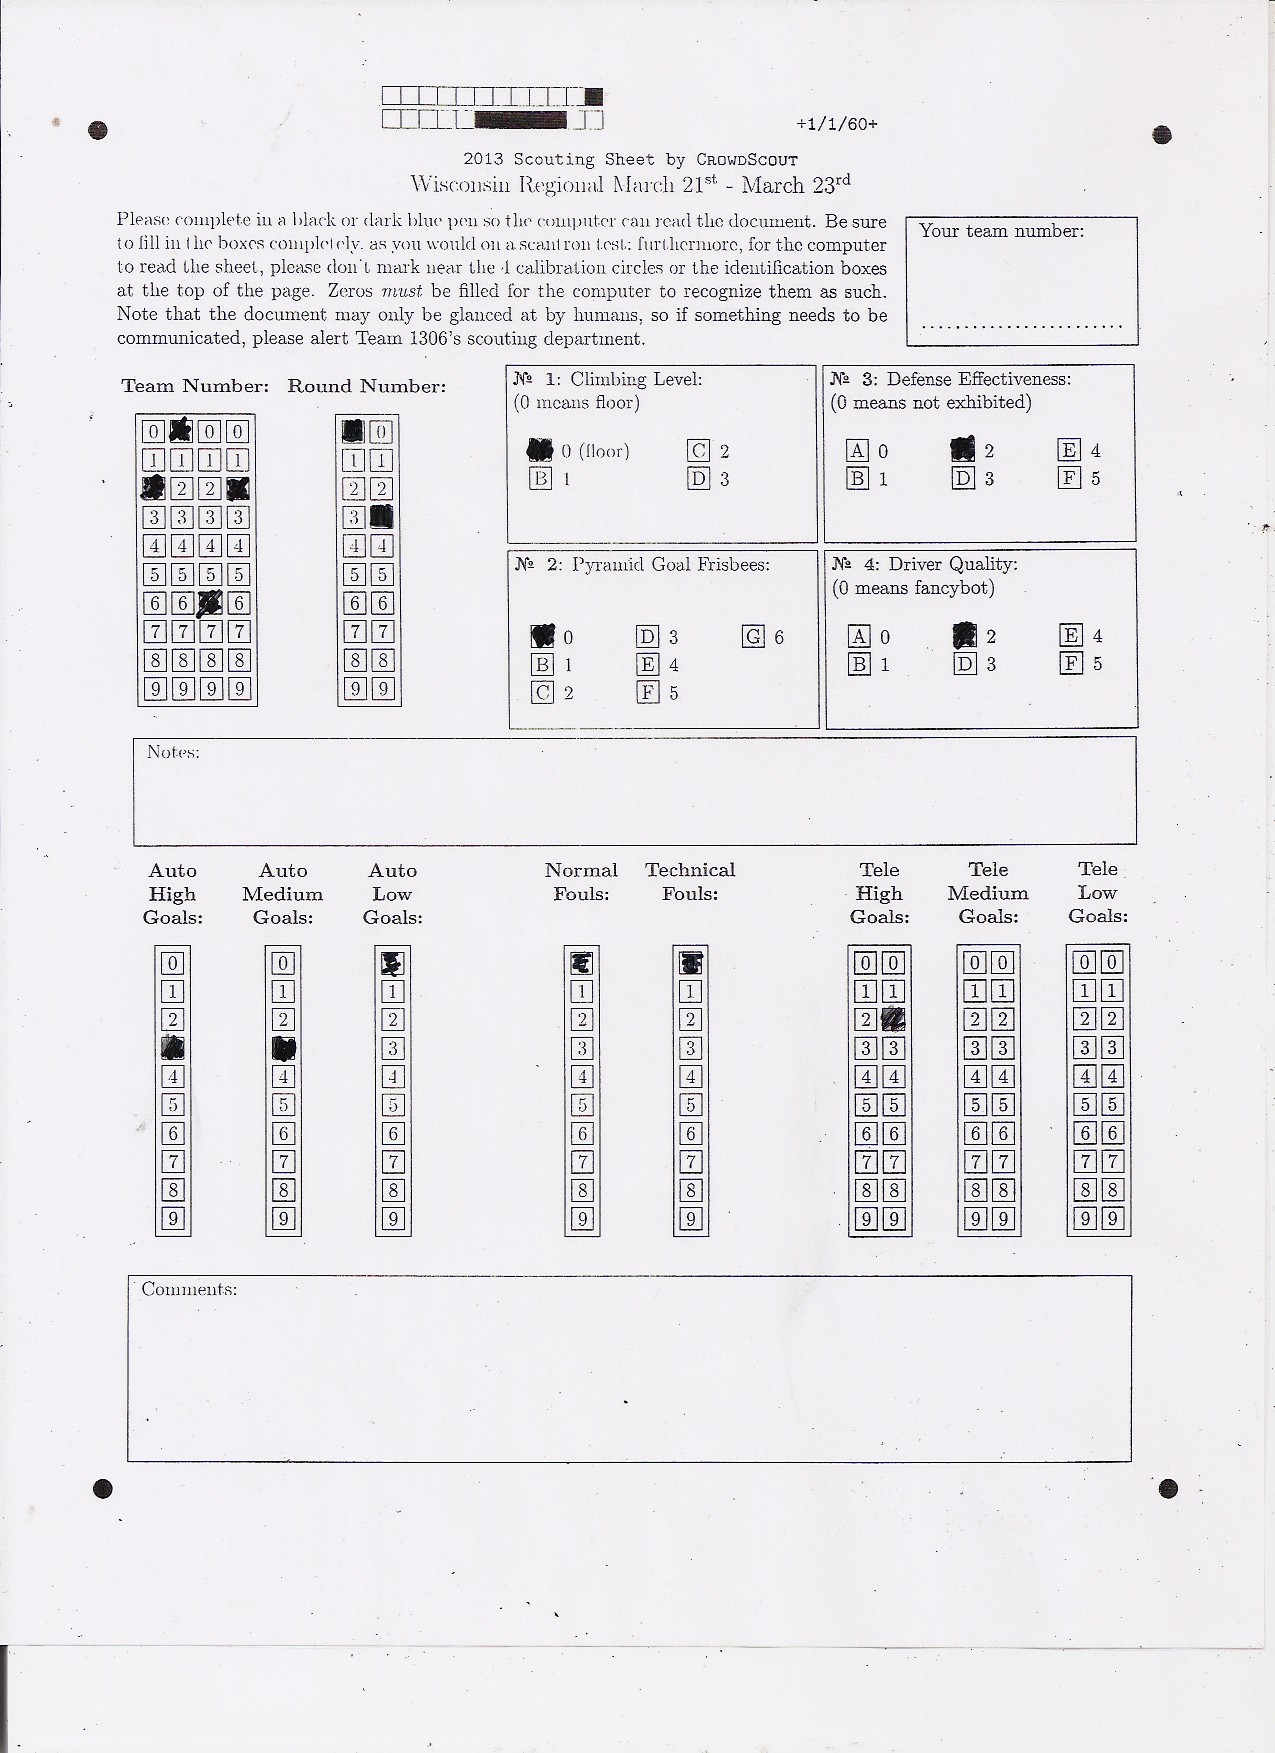 +1/1/60+
2013 Scouting Sheet by CROWDSCOUT
Wisconsin Regional March 21st - March 23rd
Please complete in a black or dark blue pen so the computer can read the document. Be sure
to fill in the boxes completely, as you would on a scantron test; furthermore, for the computer
to read the sheet, please don't mark near the 4 calibration circles or the identification boxes
at the top of the page. Zeros must be filled for the computer to recognize them as such.
Note that the document may only be glanced at by humans, so if something needs to be
communicated, please alert Team 1306's scouting department.
Your team number:
Team Number: Round Number:
0 0 0 0
1 1 1 1 1 1
2 2 2 2
3 3 3 3 3
4 4 4 4 4 4
5 5 5 5 5 5
6 6 6 6 6
7 7 7 7 7 7
8 8 8 8 8 8
9 9 9 9 9 9
№ 1: Climbing Level:
(0 means floor)
0 (floor) C 2
B 1 D 3
№ 3: Defense Effectiveness:
(0 means not exhibited)
A 0 2 E 4
B 1 D 3 F 5
№ 2: Pyramid Goal Frisbees:
0 D 3 G 6
B 1 E 4
C 2 F 5
№ 4: Driver Quality:
(0 means fancybot)
A 0 2 E 4
B 1 D 3 F 5
Notes:
Auto Auto Auto Normal Technical Tele Tele Tele
High Medium Low Fouls: Fouls: High Medium Low
Goals: Goals: Goals: Goals: Goals: Goals:
0 0 0 0 0 0 0 0
1 1 1 1 1 1 1 1 1 1 1
2 2 2 2 2 2 2 2 2 2
3 3 3 3 3 3 3 3 3
4 4 4 4 4 4 4 4 4 4 4
5 5 5 5 5 5 5 5 5 5 5
6 6 6 6 6 6 6 6 6 6 6
7 7 7 7 7 7 7 7 7 7 7
8 8 8 8 8 8 8 8 8 8 8
9 9 9 9 9 9 9 9 9 9 9
Comments: